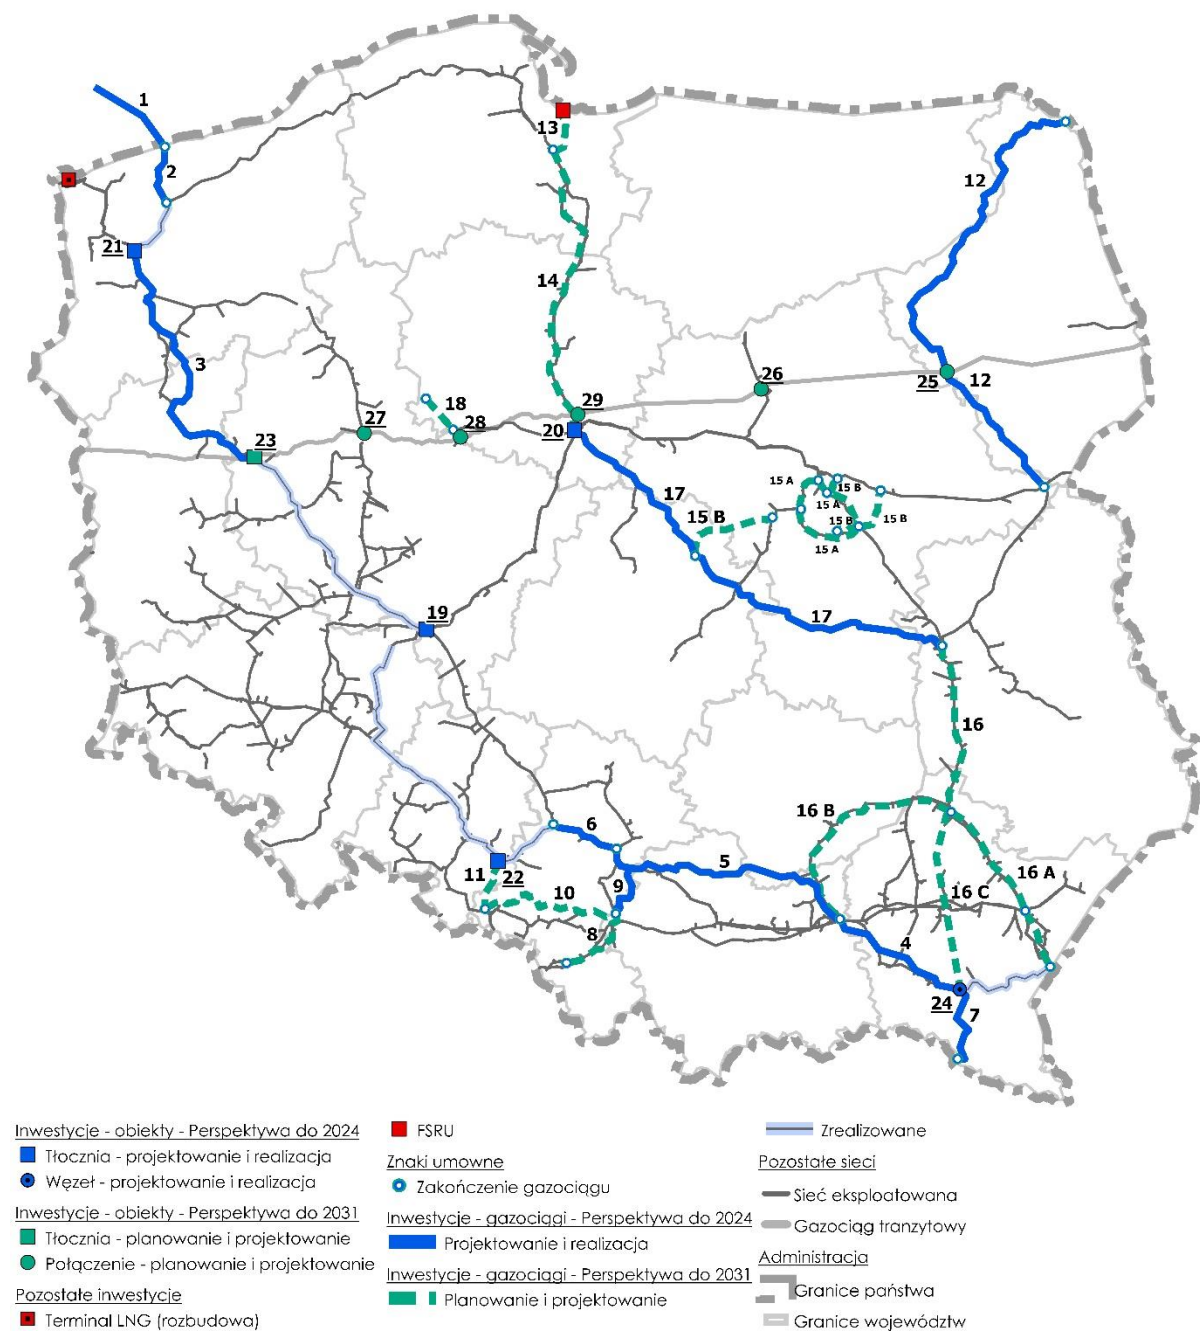 1
2
13
12
21
14
3
26
25
12
18
27
28
29
20
23
17
15 B
15 A
15 B
15 A
15 B
15 B
15 A
19
17
16
16 B
6
5
11
22
9
10
16 A
16 C
8
4
24
7
Inwestycje - obiekty - Perspektywa do 2024
Tłocznia - projektowanie i realizacja
Węzeł - projektowanie i realizacja
Inwestycje - obiekty - Perspektywa do 2031
Tłocznia - planowanie i projektowanie
Połączenie - planowanie i projektowanie
Pozostałe inwestycje
Terminal LNG (rozbudowa)
FSRU
Znaki umowne
Zakończenie gazociągu
Inwestycje - gazociągi - Perspektywa do 2024
Projektowanie i realizacja
Inwestycje - gazociągi - Perspektywa do 2031
Planowanie i projektowanie
Zrealizowane
Pozostałe sieci
Sieć eksploatowana
Gazociąg tranzytowy
Administracja
Granice państwa
Granice województw